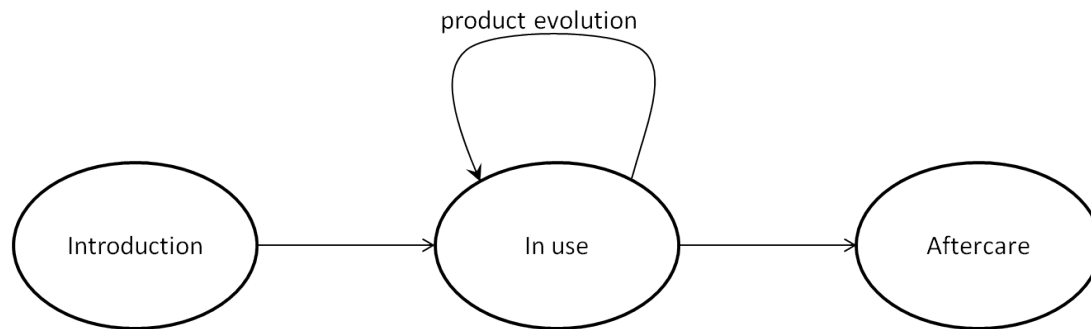 product evolution
Introduction
In use
Aftercare